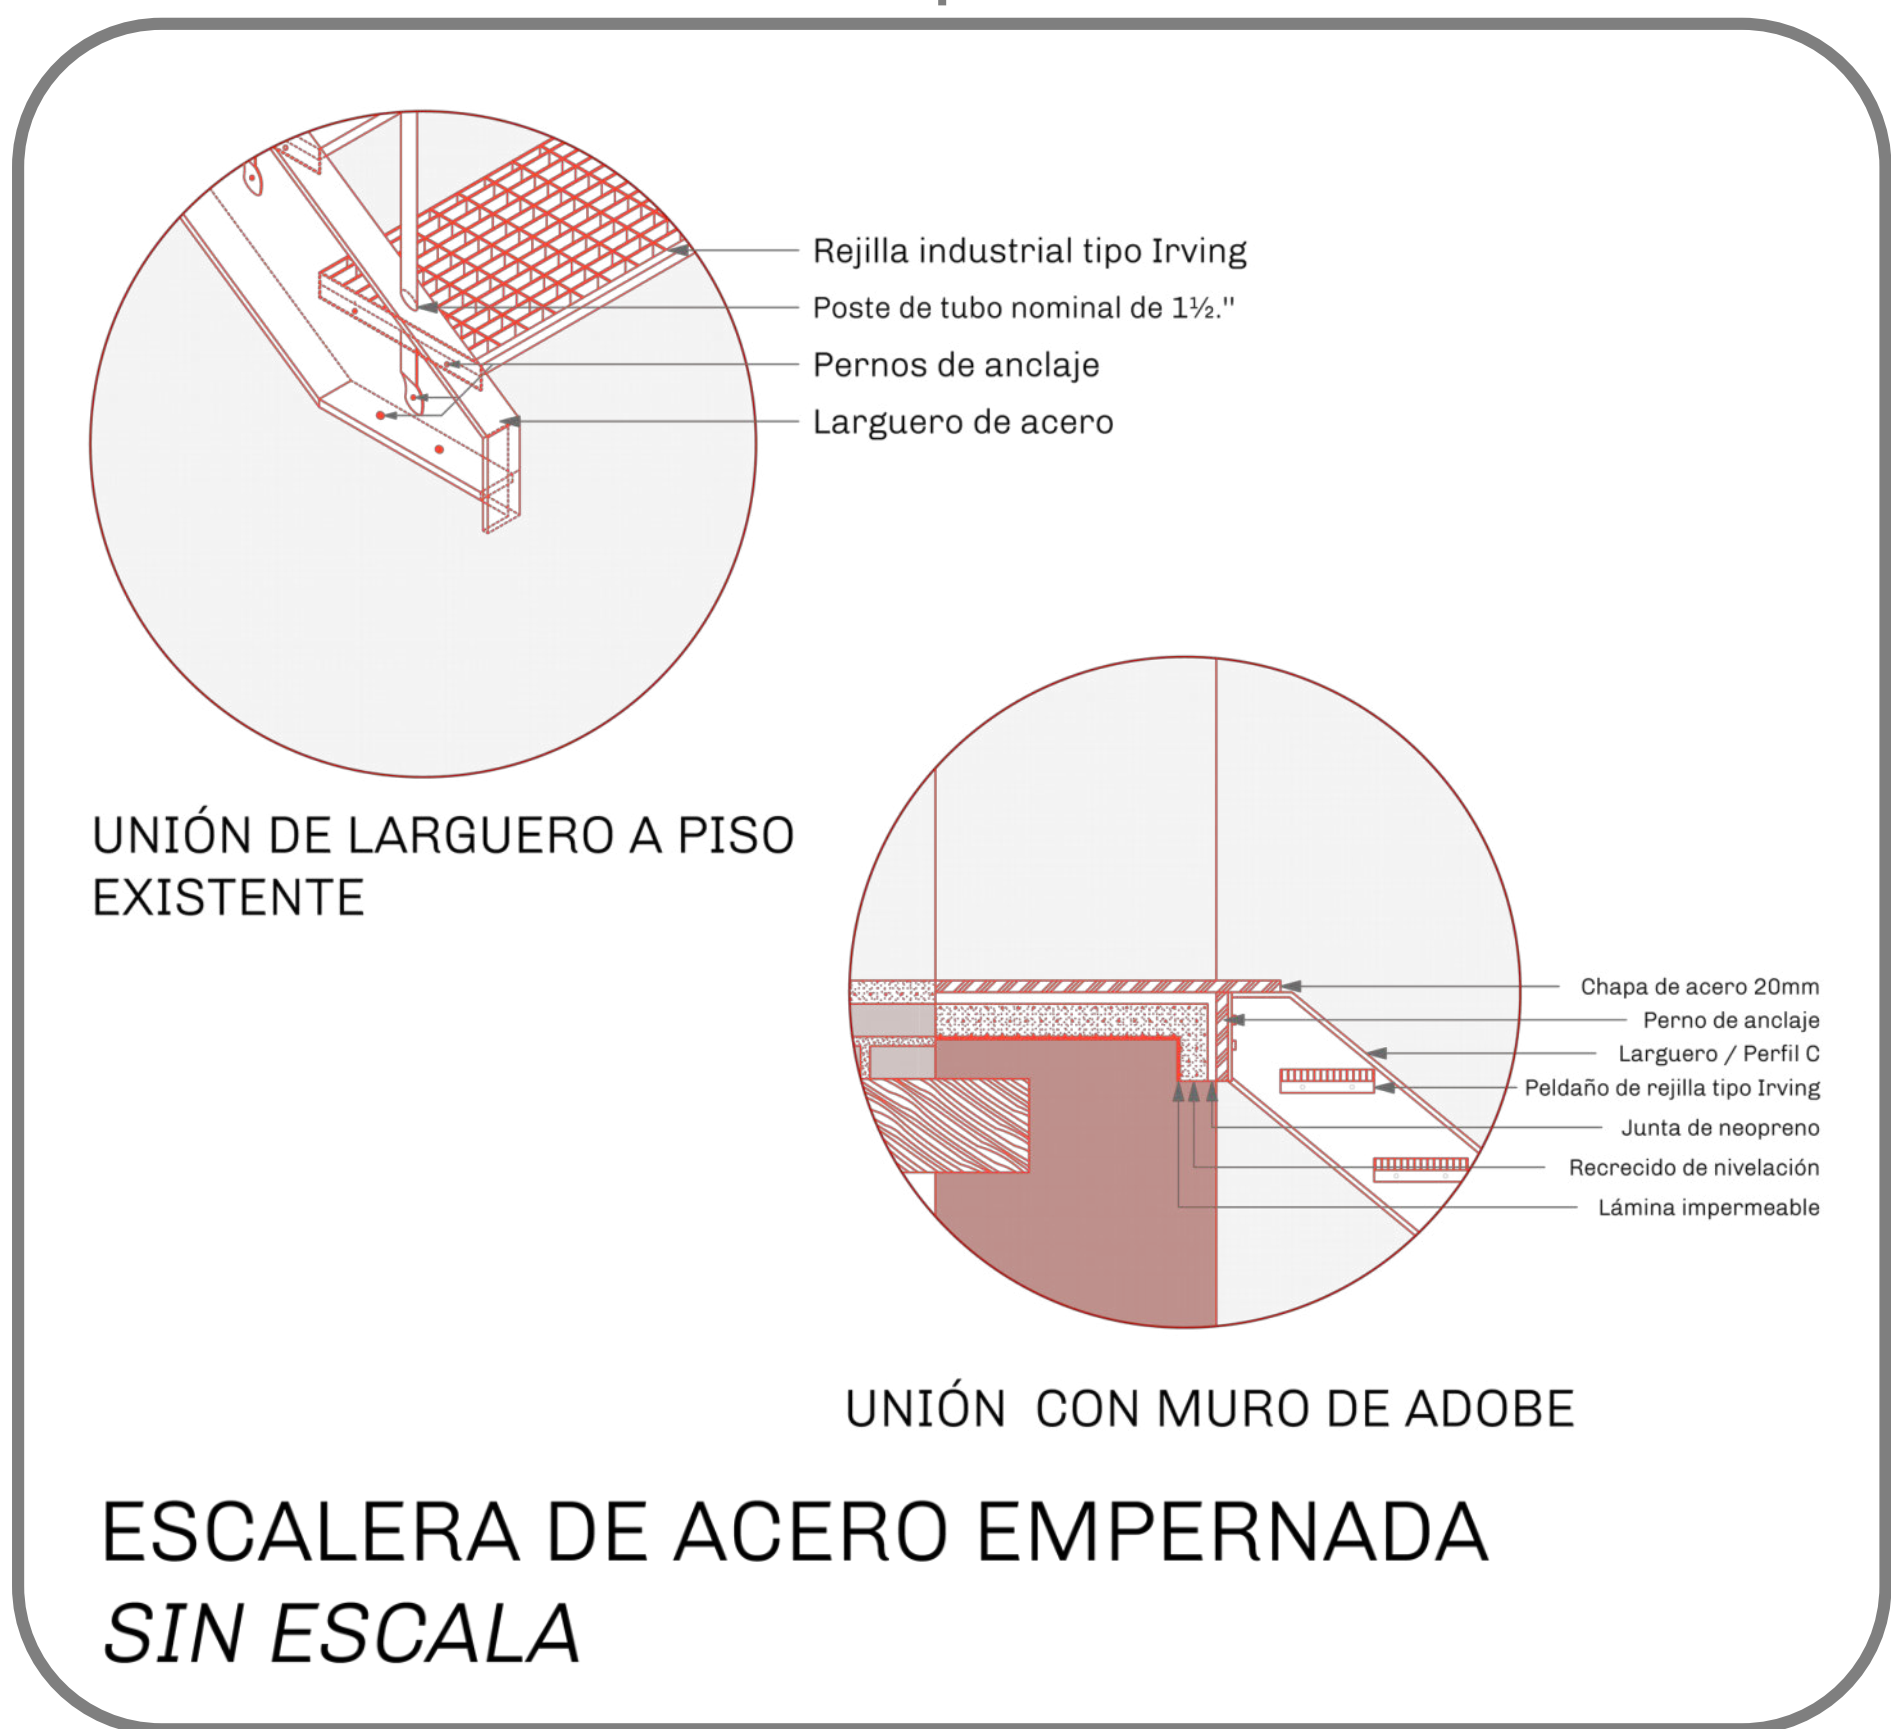 Rejilla industrial tipo Irving
Poste de tubo nominal de 1½."
Pernos de anclaje
Larguero de acero
UNIÓN DE LARGUERO A PISO
EXISTENTE
Chapa de acero 20mm
Perno de anclaje
Larguero / Perfil C
Peldaño de rejilla tipo Irving
Junta de neopreno
Recrecido de nivelación
Lámina impermeable
UNIÓN CON MURO DE ADOBE
ESCALERA DE ACERO EMPERNADA
SIN ESCALA